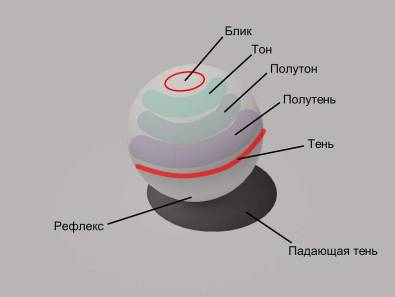 Блик
Тон
Полутон
Полутень
Тень
Рефлекс
Падающая тень